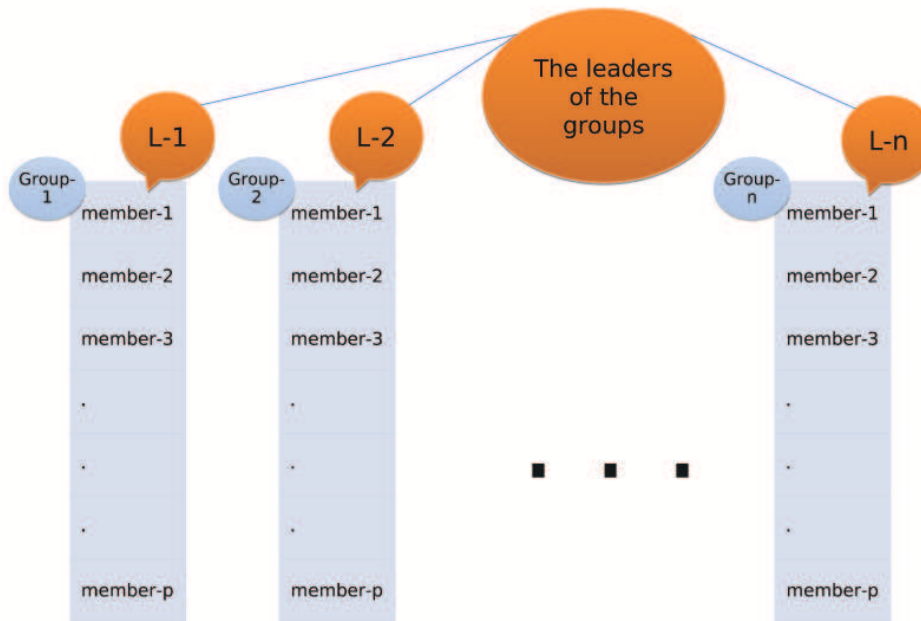 The leaders
of the
groups
L-1
L-2
L-n
Group-
1
Group-
2
Group-
n
member-1
member-2
member-3
.
.
.
member-p
member-1
member-2
member-3
.
.
.
member-p
. . .
member-1
member-2
member-3
.
.
.
member-p